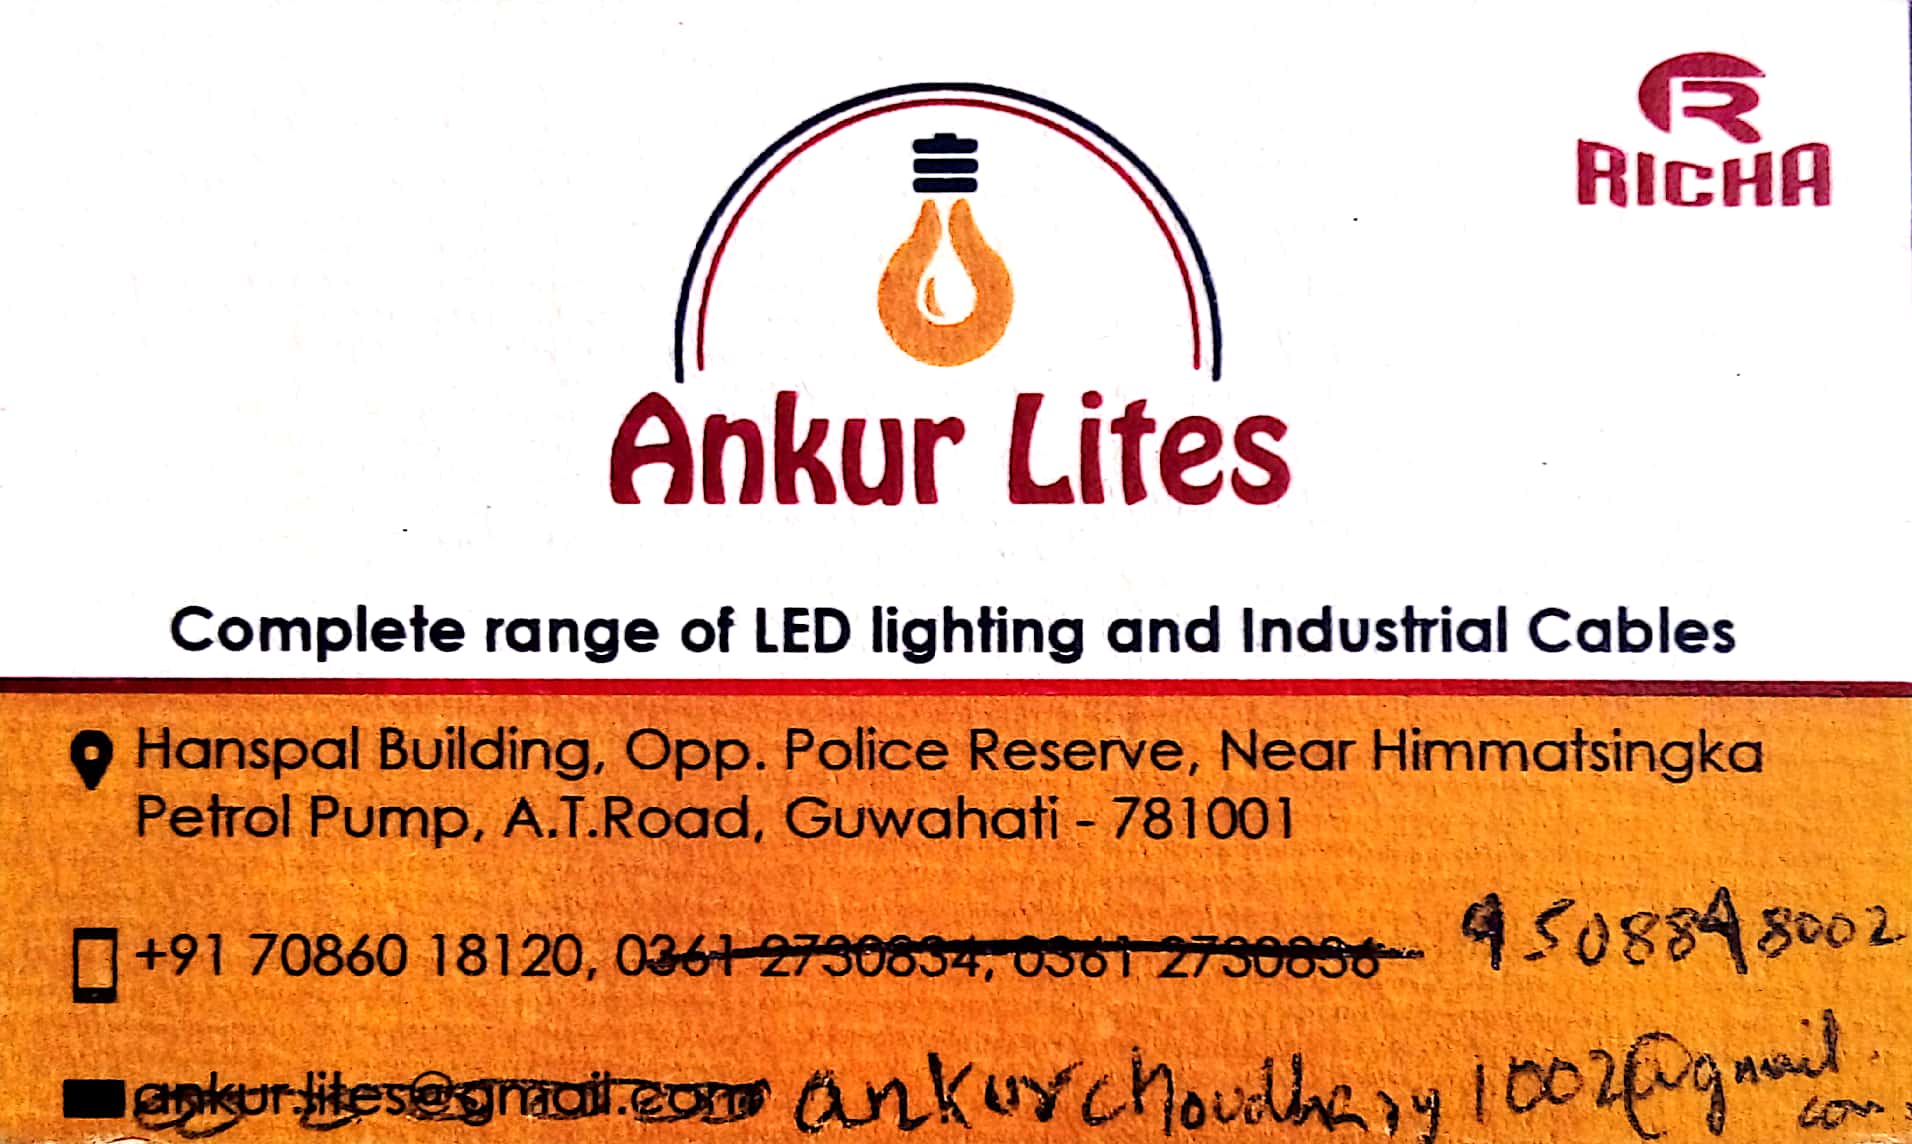 RICHA
Ankur Lites
Complete range of LED lighting and Industrial Cables
Hanspal Building, Opp. Police Reserve, Near Himmatsingka
Petrol Pump, A.T.Road, Guwahati - 781001
+91 70860 18120, 0361 2730834, 0361 2730836 9508898002
ankur.lites@gmail.com ankurchoudhary1002@gmail.
com